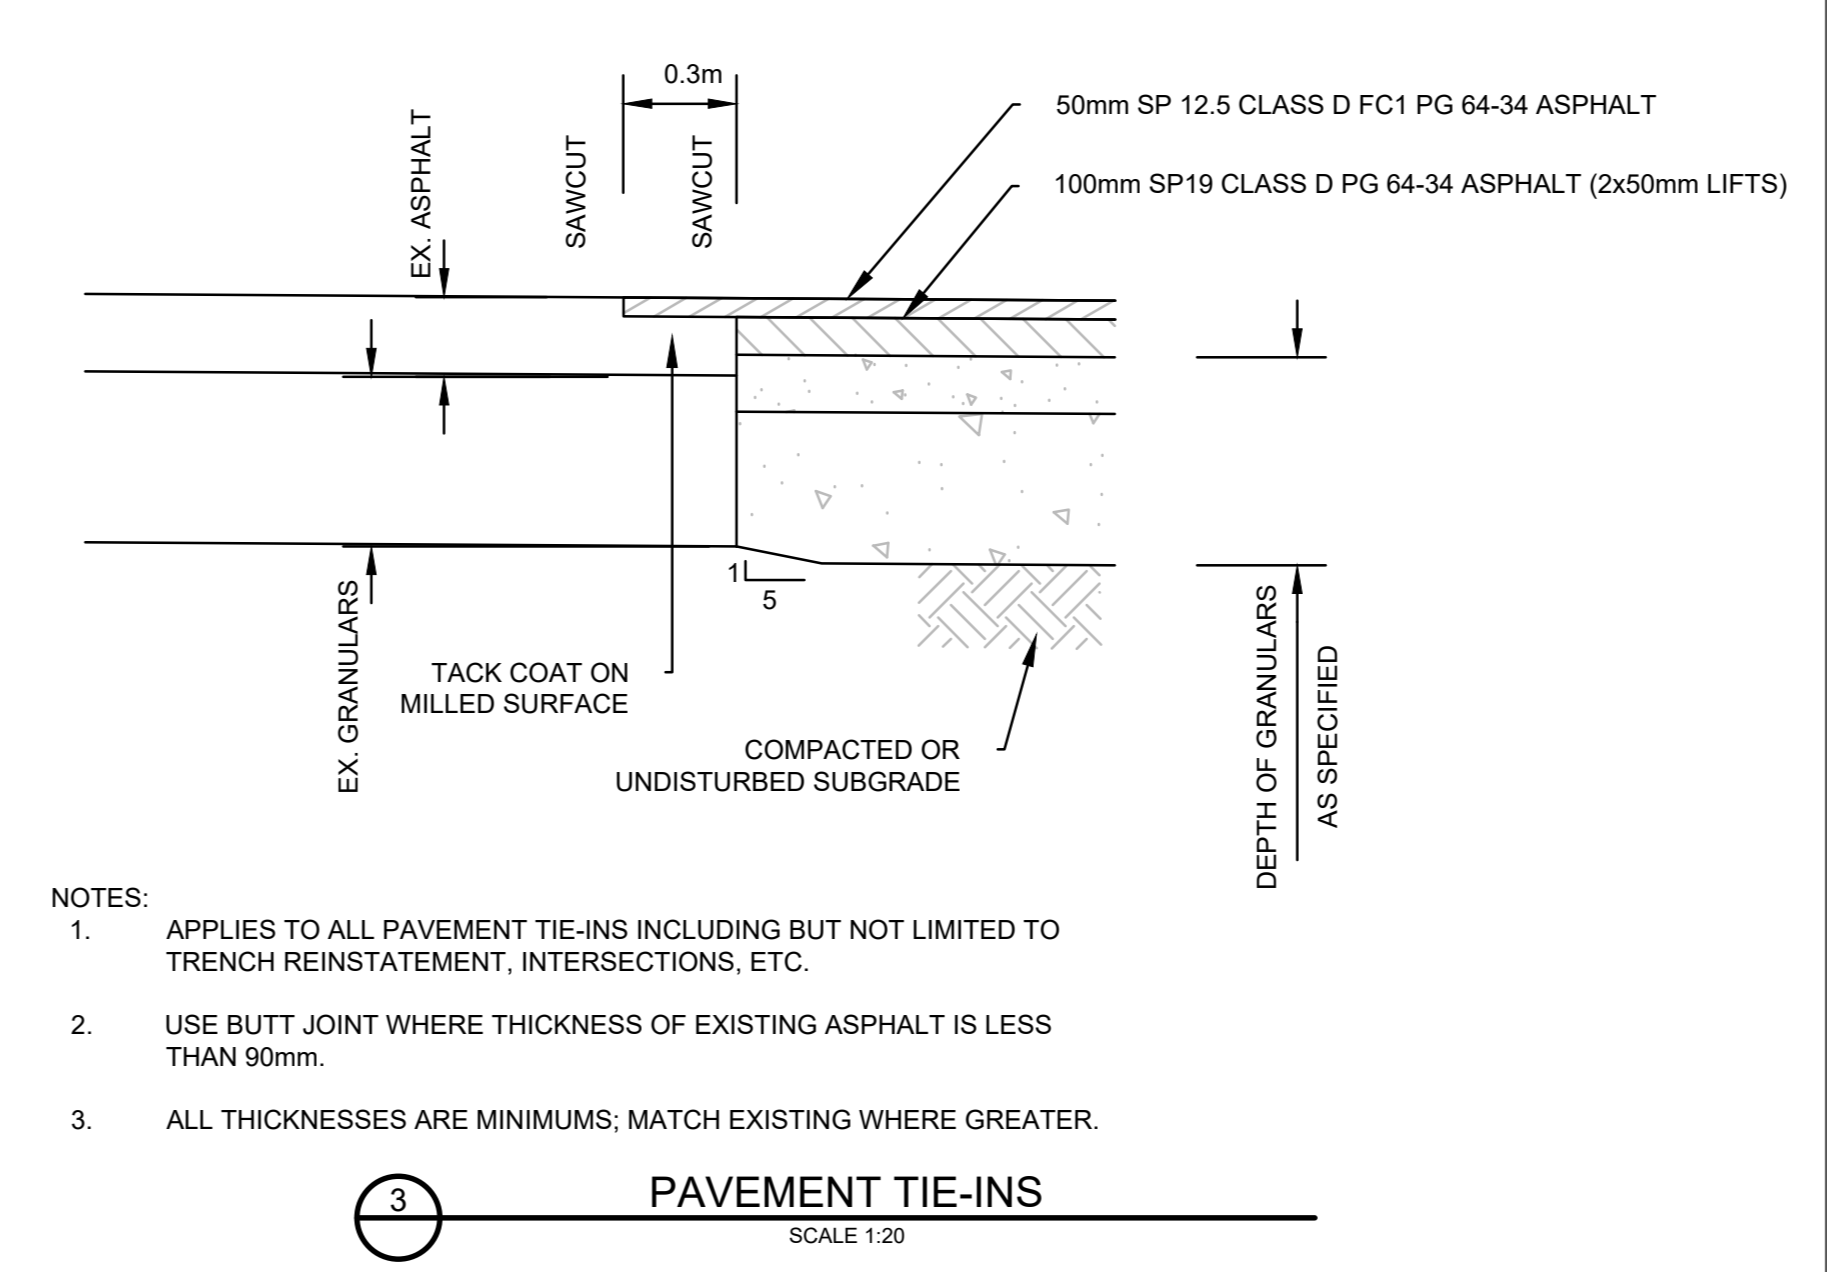 0.3m
EX. ASPHALT
SAWCUT
SAWCUT
50mm SP 12.5 CLASS D FC1 PG 64-34 ASPHALT
100mm SP19 CLASS D PG 64-34 ASPHALT (2x50mm LIFTS)
1
5
EX. GRANULARS
TACK COAT ON
MILLED SURFACE
COMPACTED OR
UNDISTURBED SUBGRADE
DEPTH OF GRANULARS
AS SPECIFIED
NOTES:
1. APPLIES TO ALL PAVEMENT TIE-INS INCLUDING BUT NOT LIMITED TO
TRENCH REINSTATEMENT, INTERSECTIONS, ETC.
2. USE BUTT JOINT WHERE THICKNESS OF EXISTING ASPHALT IS LESS
THAN 90mm.
3. ALL THICKNESSES ARE MINIMUMS; MATCH EXISTING WHERE GREATER.
3
PAVEMENT TIE-INS
SCALE 1:20